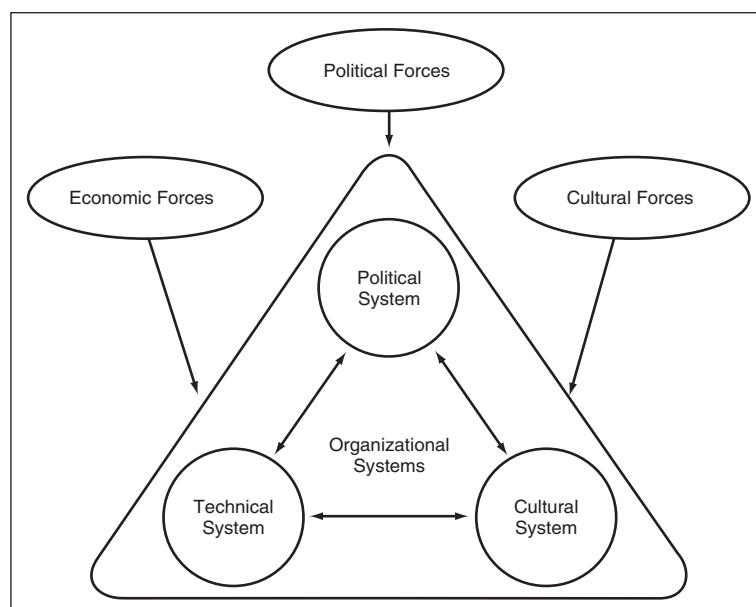 Political Forces
Economic Forces
Cultural Forces
Political
System
Organizational
Systems
Technical
System
Cultural
System